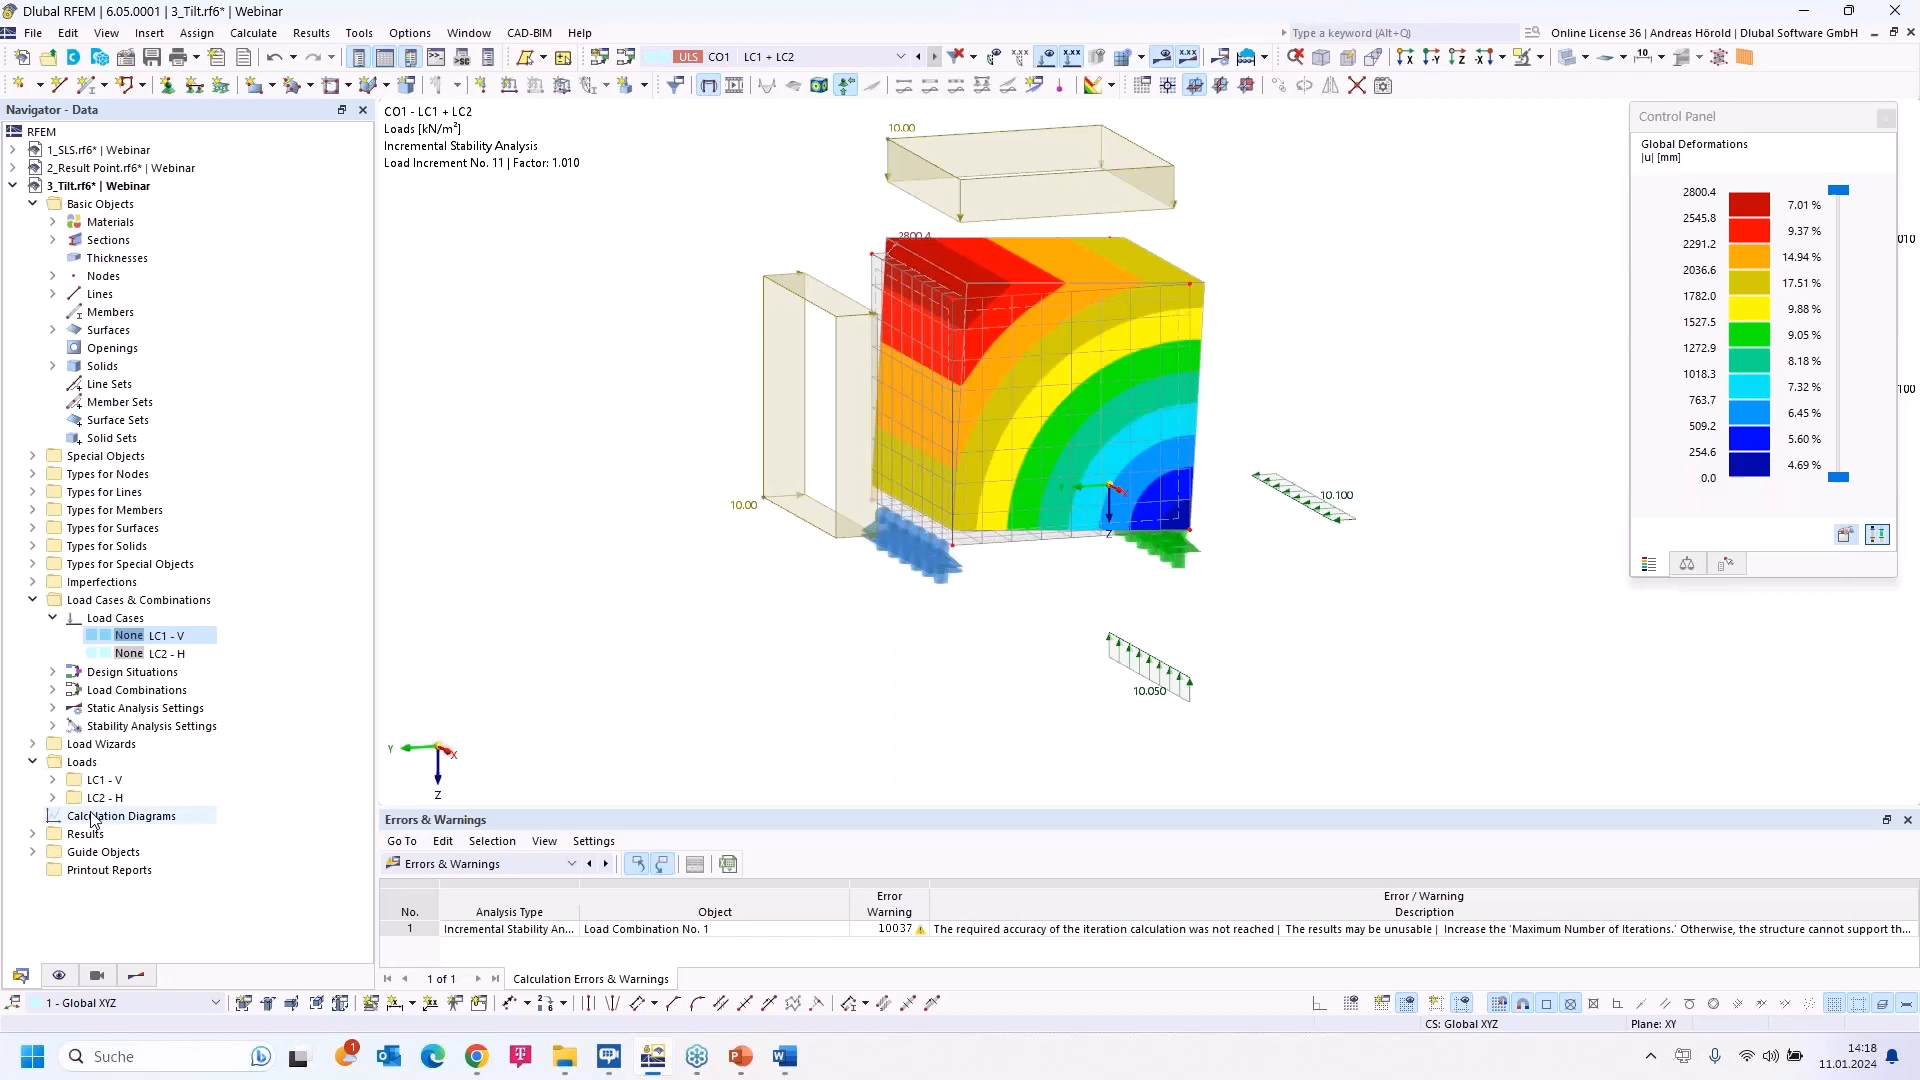 Dlubal RFEM | 6.05.0001 | 3_Tilt.rf6* | Webinar
File Edit View Insert Assign Calculate Results Tools Options Window CAD-BIM Help
Type a keyword (Alt+Q)
Online License 36 | Andreas Hörold | Dlubal Software GmbH
ULS CO1 LC1 + LC2
Navigator - Data
RFEM
1_SLS.rf6* | Webinar
2_Result Point.rf6* | Webinar
3_Tilt.rf6* | Webinar
Basic Objects
Materials
Sections
Thicknesses
Nodes
Lines
Members
Surfaces
Openings
Solids
Line Sets
Member Sets
Surface Sets
Solid Sets
Special Objects
Types for Nodes
Types for Lines
Types for Members
Types for Surfaces
Types for Solids
Types for Special Objects
Imperfections
Load Cases & Combinations
Load Cases
None LC1 - V
None LC2 - H
Design Situations
Load Combinations
Static Analysis Settings
Stability Analysis Settings
Load Wizards
Loads
LC1 - V
LC2 - H
Calculation Diagrams
Results
Guide Objects
Printout Reports
CO1 - LC1 + LC2
Loads [kN/m²]
Incremental Stability Analysis
Load Increment No. 11 | Factor: 1.010
10.00
2800.4
10.00
10.100
10.050
Y
X
Z
Z
Control Panel
Global Deformations
|u| [mm]
2800.4
7.01 %
2545.8
9.37 %
2291.2
14.94 %
2036.6
17.51 %
1782.0
9.88 %
1527.5
9.05 %
1272.9
8.18 %
1018.3
7.32 %
763.7
6.45 %
509.2
5.60 %
254.6
4.69 %
0.0
010
100
Errors & Warnings
Go To Edit Selection View Settings
Errors & Warnings
No. Analysis Type Object Error Warning Error / Warning Description
1 Incremental Stability An... Load Combination No. 1 10037 The required accuracy of the iteration calculation was not reached | The results may be unusable | Increase the 'Maximum Number of Iterations.' Otherwise, the structure cannot support th...
1 of 1 Calculation Errors & Warnings
1 - Global XYZ
CS: Global XYZ Plane: XY
Suche
1
14:18
11.01.2024